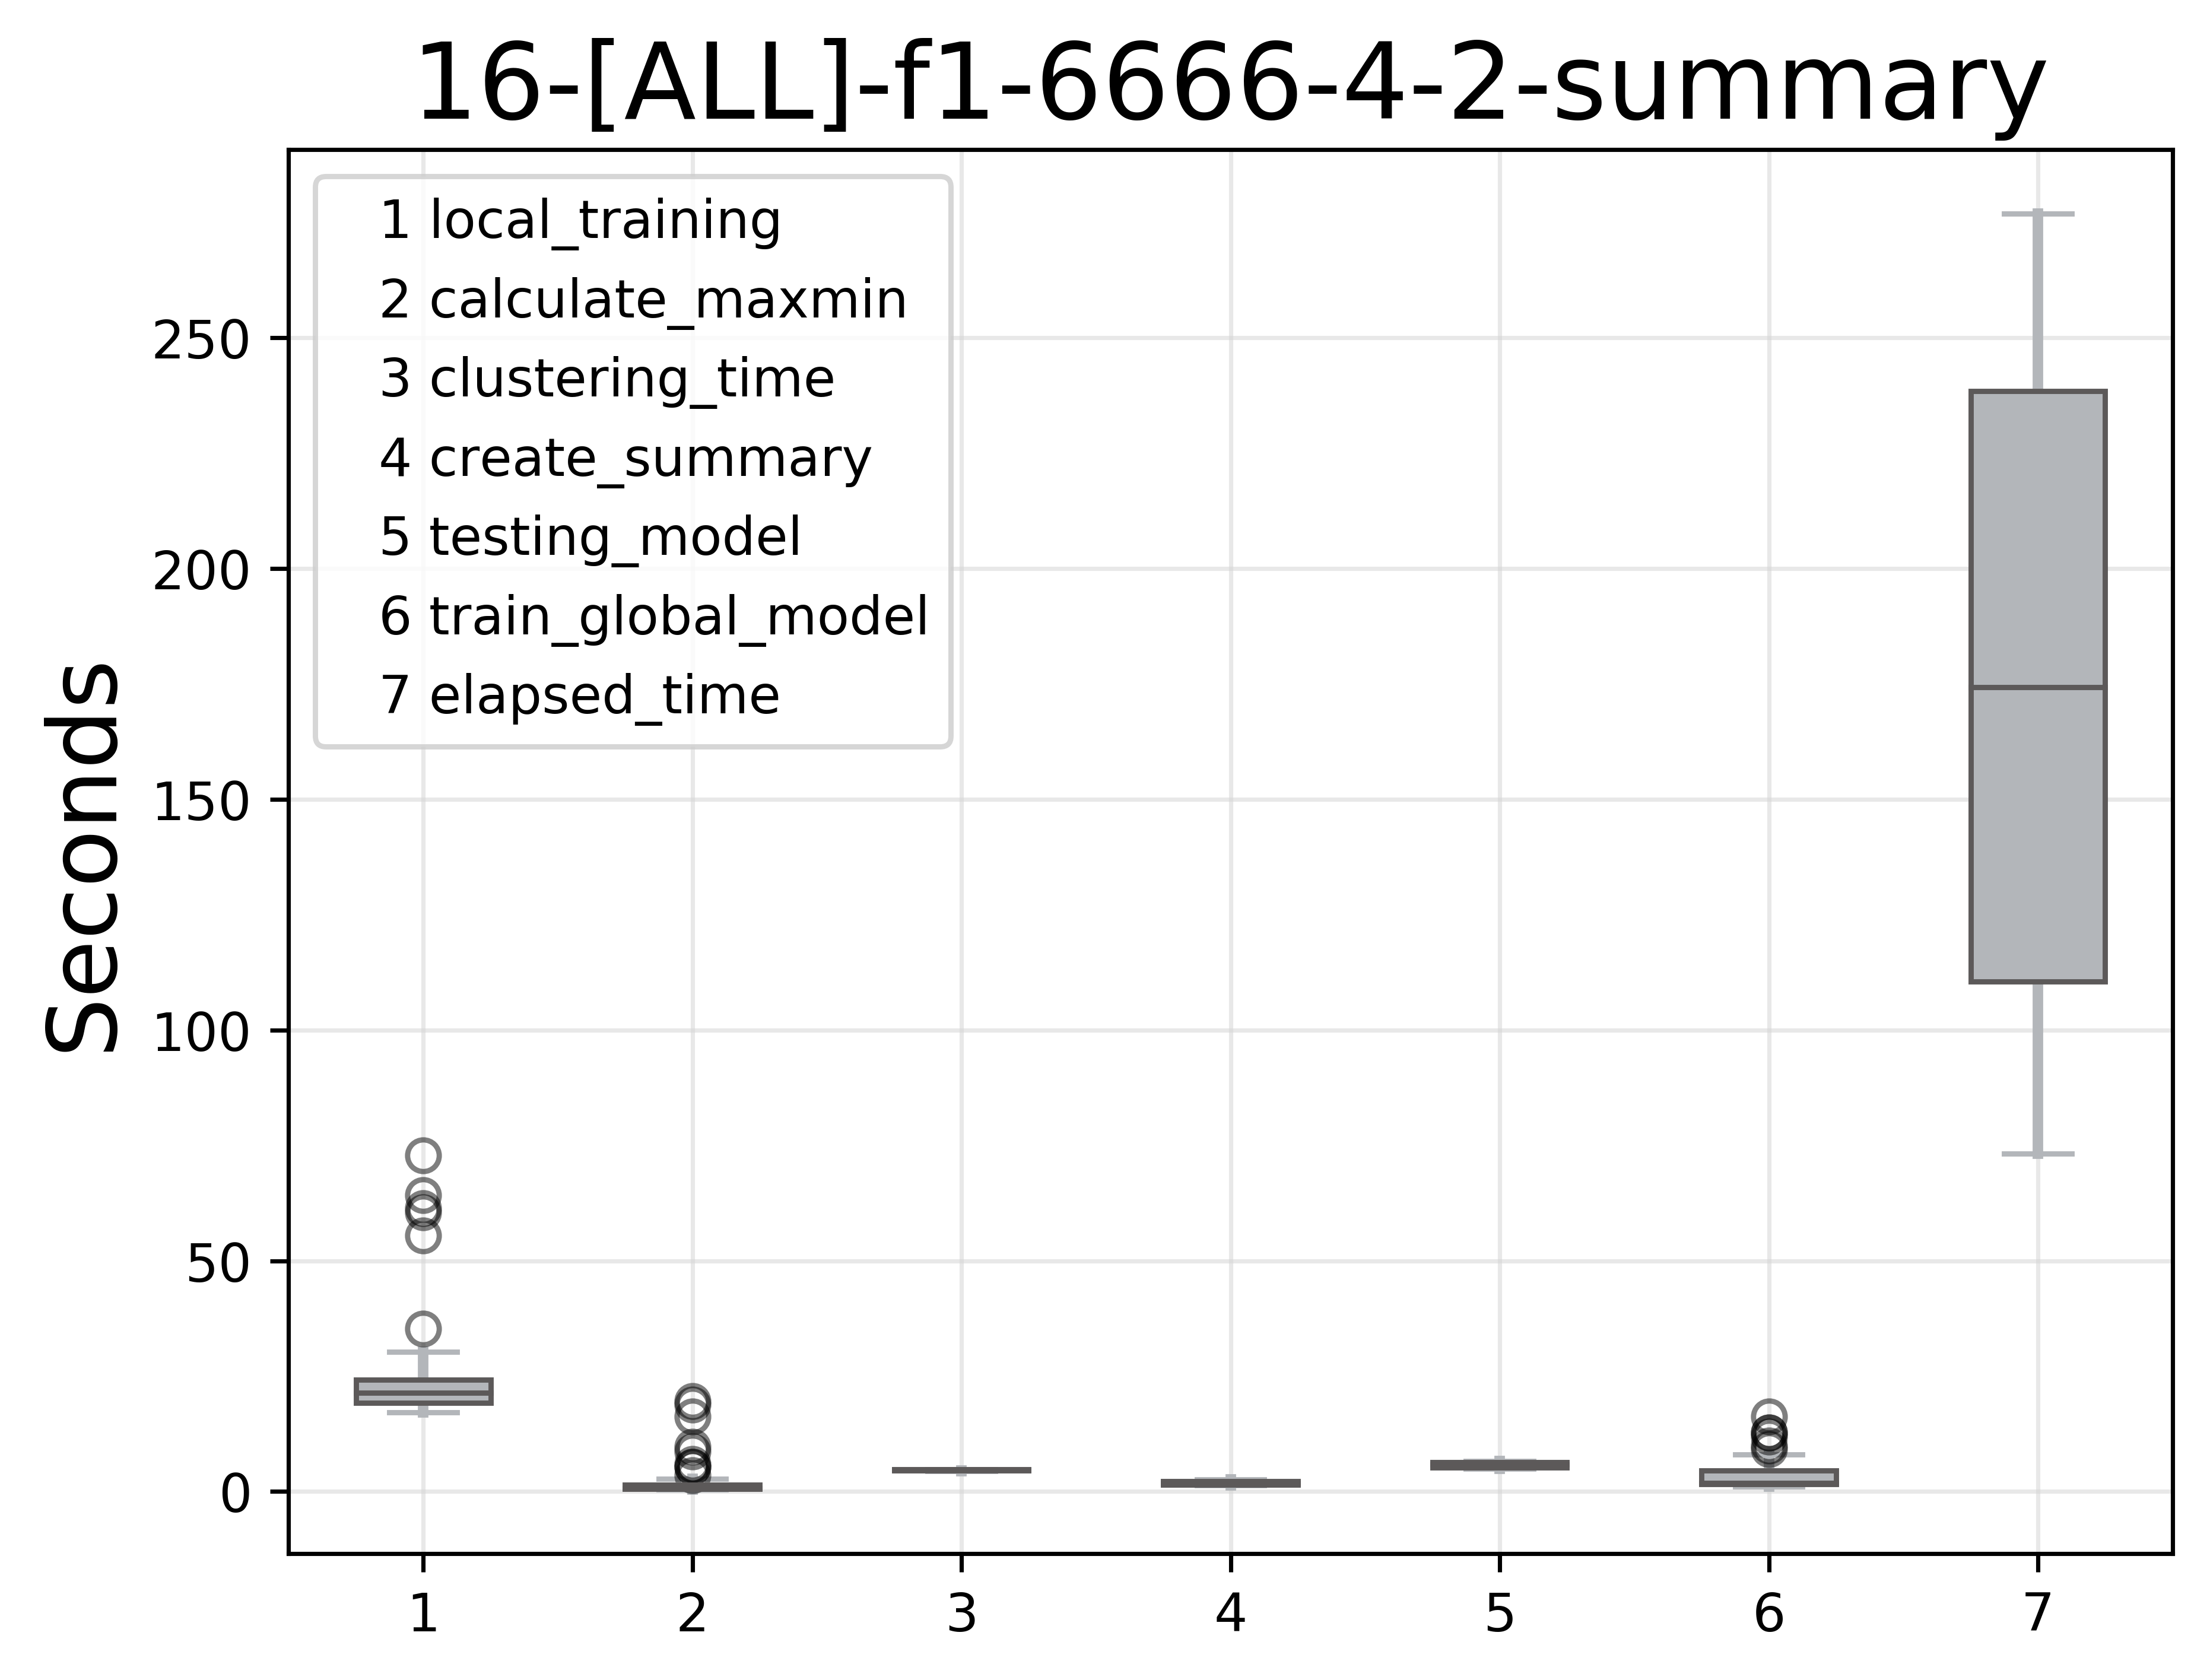 16-[ALL]-f1-6666-4-2-summary
1 local_training
2 calculate_maxmin
3 clustering_time
4 create_summary
5 testing_model
6 train_global_model
7 elapsed_time
Seconds
250
200
150
100
50
0
1 2 3 4 5 6 7